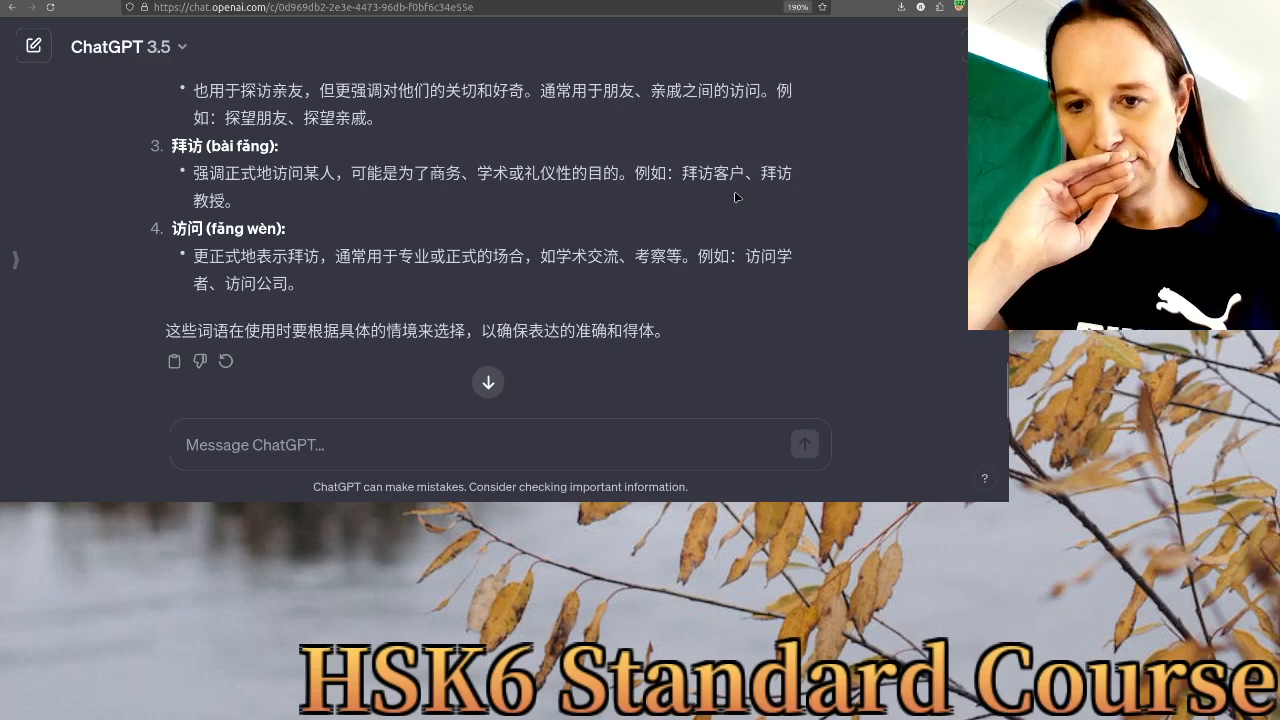 https://chat.openai.com/c/0d969db2-2e3e-4473-96db-f0bf6c34e55e
190%
ChatGPT 3.5
• 也用于探访亲友，但更强调对他们的关切和好奇。通常用于朋友、亲戚之间的访问。例
如：探望朋友、探望亲戚。
3. 拜访 (bài fǎng):
• 强调正式地访问某人，可能是为了商务、学术或礼仪性的目的。例如：拜访客户、拜访
教授。
4. 访问 (fǎng wèn):
• 更正式地表示拜访，通常用于专业或正式的场合，如学术交流、考察等。例如：访问学
者、访问公司。
这些词语在使用时要根据具体的情境来选择，以确保表达的准确和得体。
Message ChatGPT...
ChatGPT can make mistakes. Consider checking important information.
?
HSK6 Standard Course